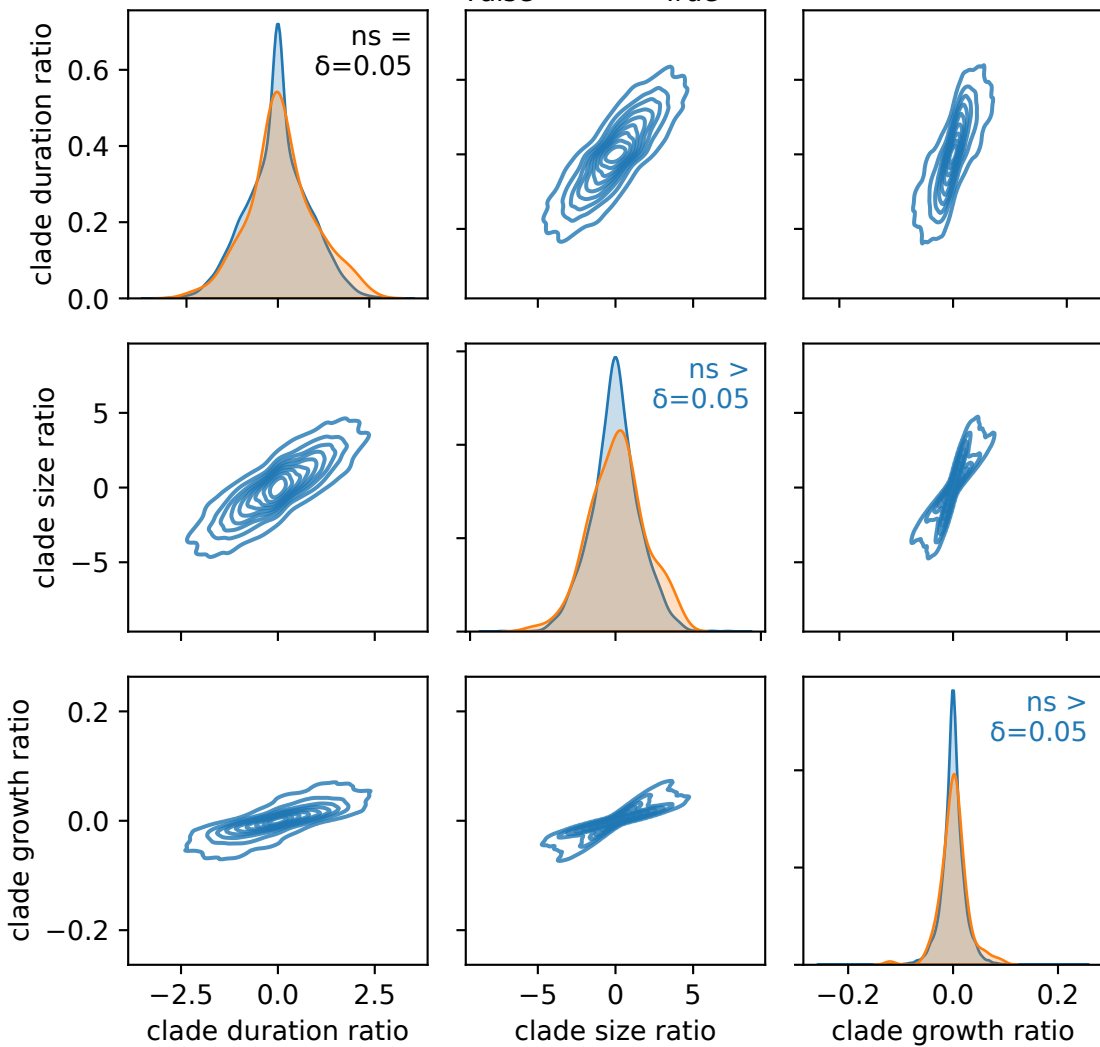 clade duration ratio
0.6
0.4
0.2
0.0
ns =
δ=0.05
clade size ratio
5
0
−5
ns >
δ=0.05
clade growth ratio
0.2
0.0
−0.2
ns >
δ=0.05
−2.5 0.0 2.5
−5 0 5
−0.2 0.0 0.2
clade duration ratio
clade size ratio
clade growth ratio